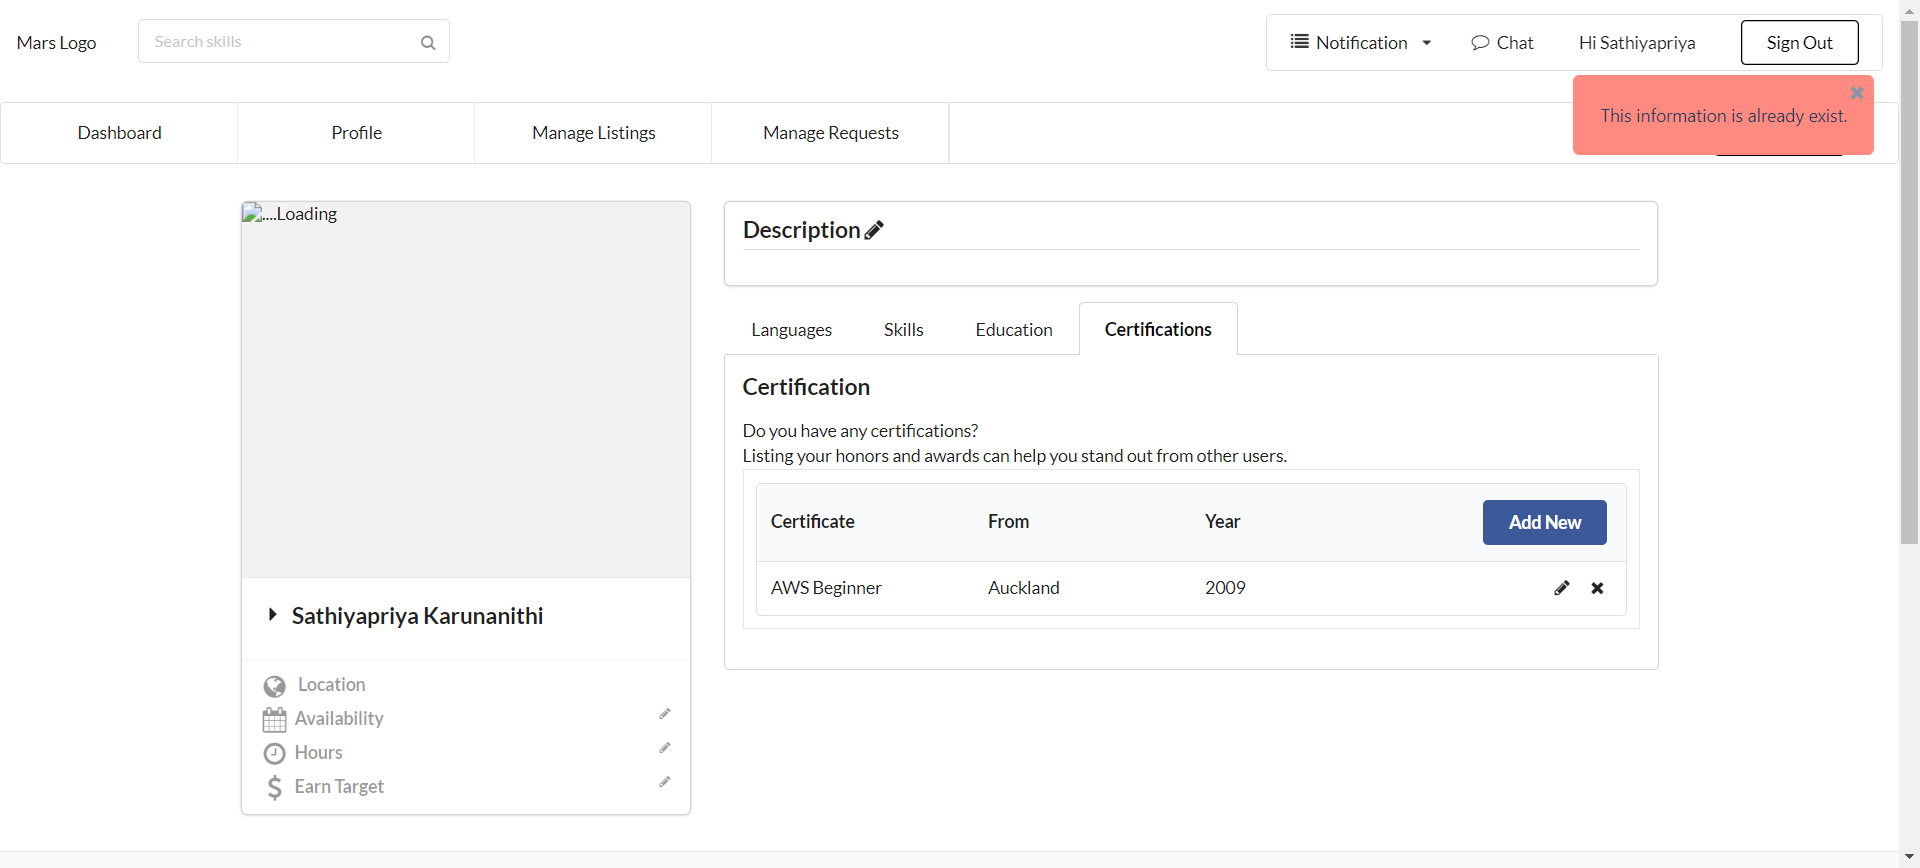 Mars Logo
Search skills
Notification
Chat
Hi Sathiyapriya
Sign Out
This information is already exist.
Dashboard
Profile
Manage Listings
Manage Requests
....Loading
Sathiyapriya Karunanithi
Location
Availability
Hours
Earn Target
Description
Languages
Skills
Education
Certifications
Certification
Do you have any certifications?
Listing your honors and awards can help you stand out from other users.
Certificate From Year Add New
AWS Beginner Auckland 2009